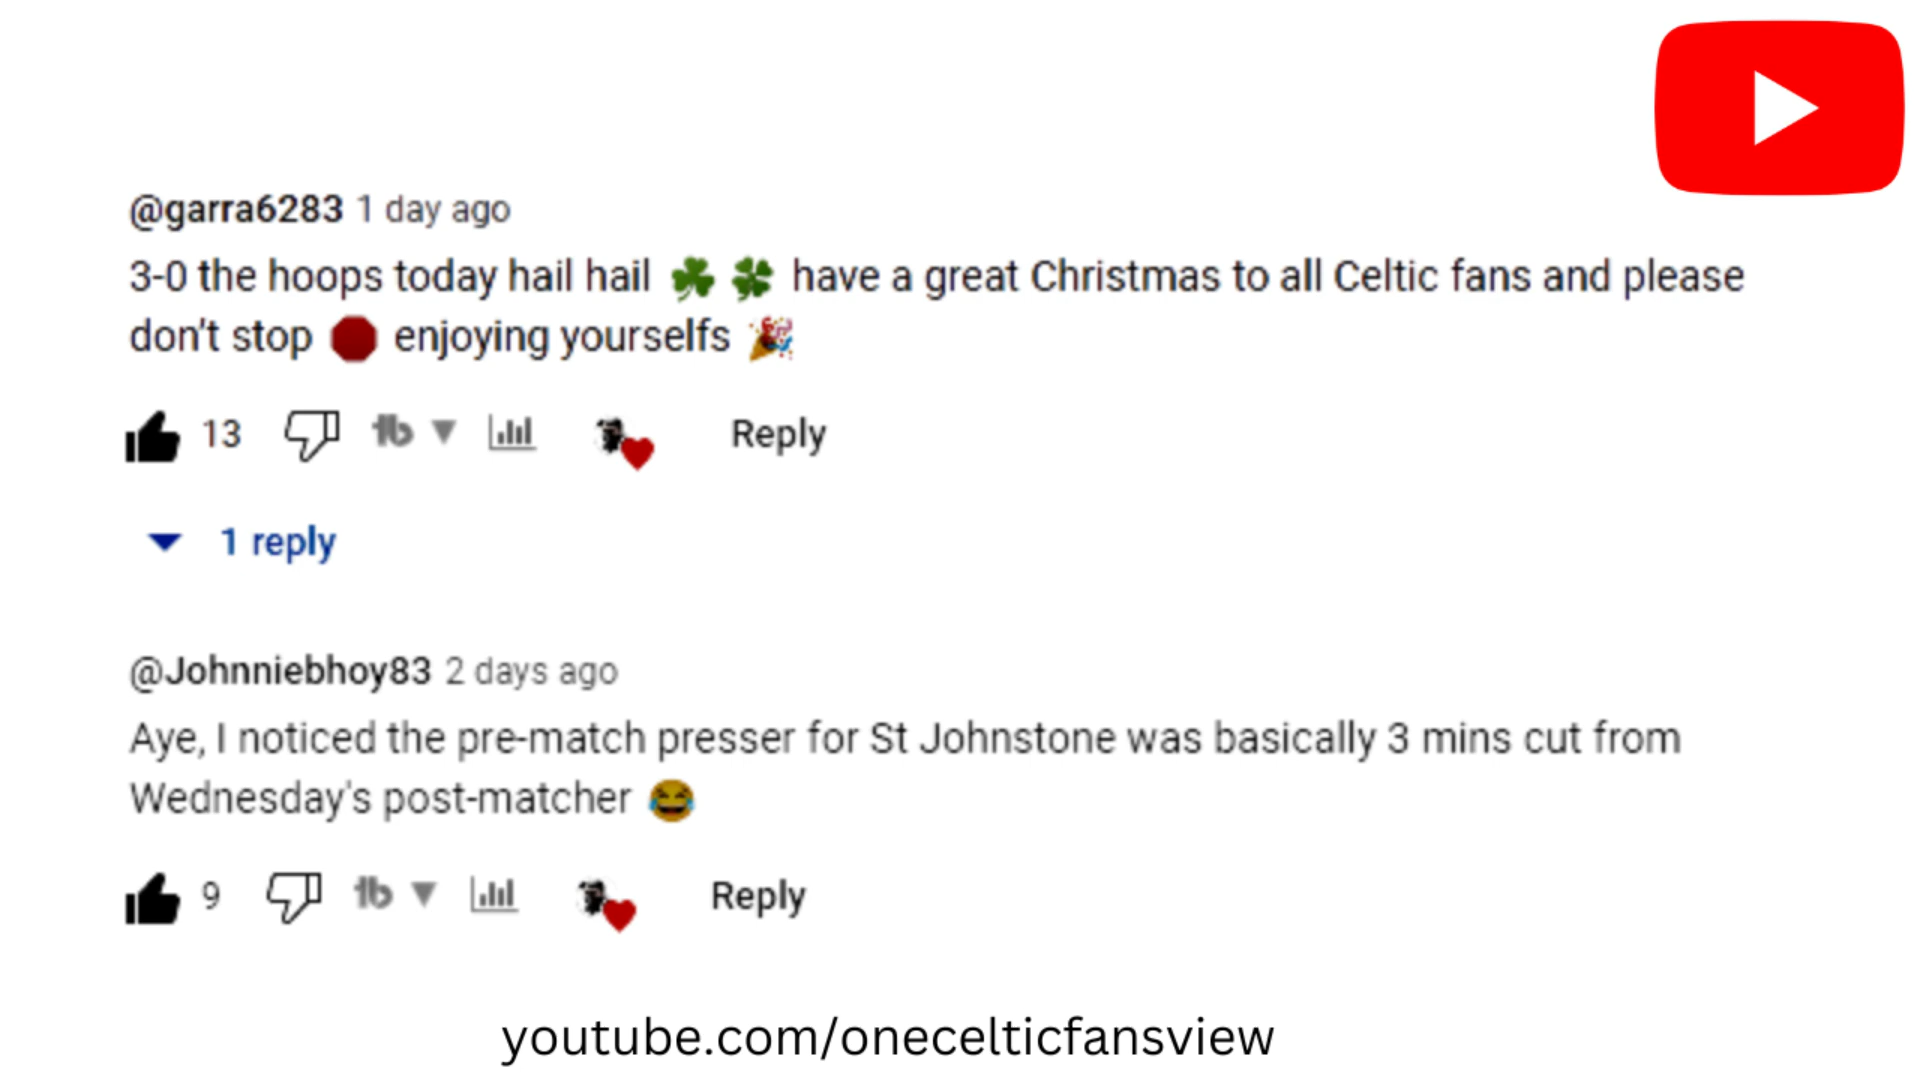 @garra6283 1 day ago
3-0 the hoops today hail hail ☘️ 🍀 have a great Christmas to all Celtic fans and please
don't stop 🛑 enjoying yourselfs 🎉
13 Reply
1 reply
@Johnniebhoy83 2 days ago
Aye, I noticed the pre-match presser for St Johnstone was basically 3 mins cut from
Wednesday's post-matcher 😂
9 Reply
youtube.com/onecelticfansview